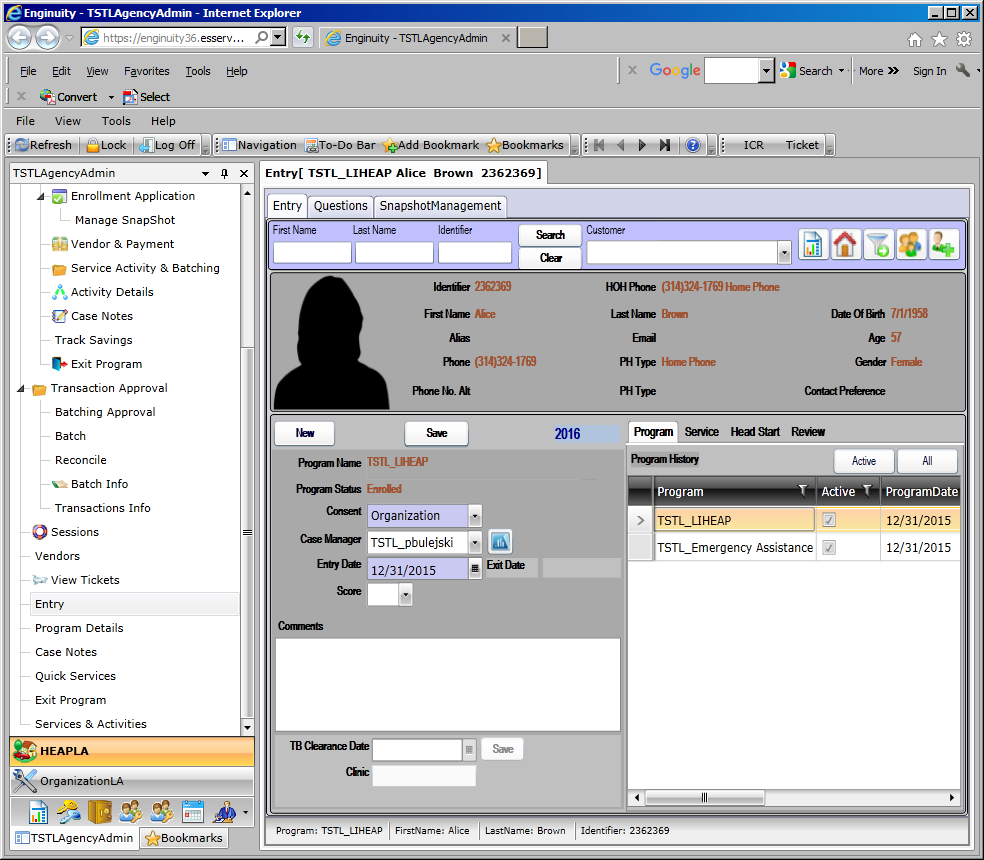 Enginuity - TSTLAgencyAdmin - Internet Explorer
https://enginuity36.esserv... Enginuity - TSTLAgencyAdmin
File Edit View Favorites Tools Help Google Search More Sign In
Convert Select
File View Tools Help
Refresh Lock Log Off Navigation To-Do Bar Add Bookmark Bookmarks ICR Ticket
TSTLAgencyAdmin
Enrollment Application
Manage SnapShot
Vendor & Payment
Service Activity & Batching
Activity Details
Case Notes
Track Savings
Exit Program
Transaction Approval
Batching Approval
Batch
Reconcile
Batch Info
Transactions Info
Sessions
Vendors
View Tickets
Entry
Program Details
Case Notes
Quick Services
Exit Program
Services & Activities
HEAPLA
OrganizationLA
TSTLAgencyAdmin Bookmarks
Entry[ TSTL_LIHEAP Alice Brown 2362369]
Entry Questions SnapshotManagement
First Name Last Name Identifier Search Customer
Clear
Identifier 2362369 HOH Phone (314)324-1769 Home Phone
First Name Alice Last Name Brown Date Of Birth 7/1/1958
Alias Email Age 57
Phone (314)324-1769 PH Type Home Phone Gender Female
Phone No. Alt PH Type Contact Preference
New Save 2016
Program Name TSTL_LIHEAP
Program Status Enrolled
Consent Organization
Case Manager TSTL_pbulejski
Entry Date 12/31/2015 Exit Date
Score
Comments
TB Clearance Date Save
Clinic
Program Service Head Start Review
Program History Active All
Program Active ProgramDate
TSTL_LIHEAP 12/31/2015
TSTL_Emergency Assistance 12/31/2015
Program: TSTL_LIHEAP FirstName: Alice LastName: Brown Identifier: 2362369